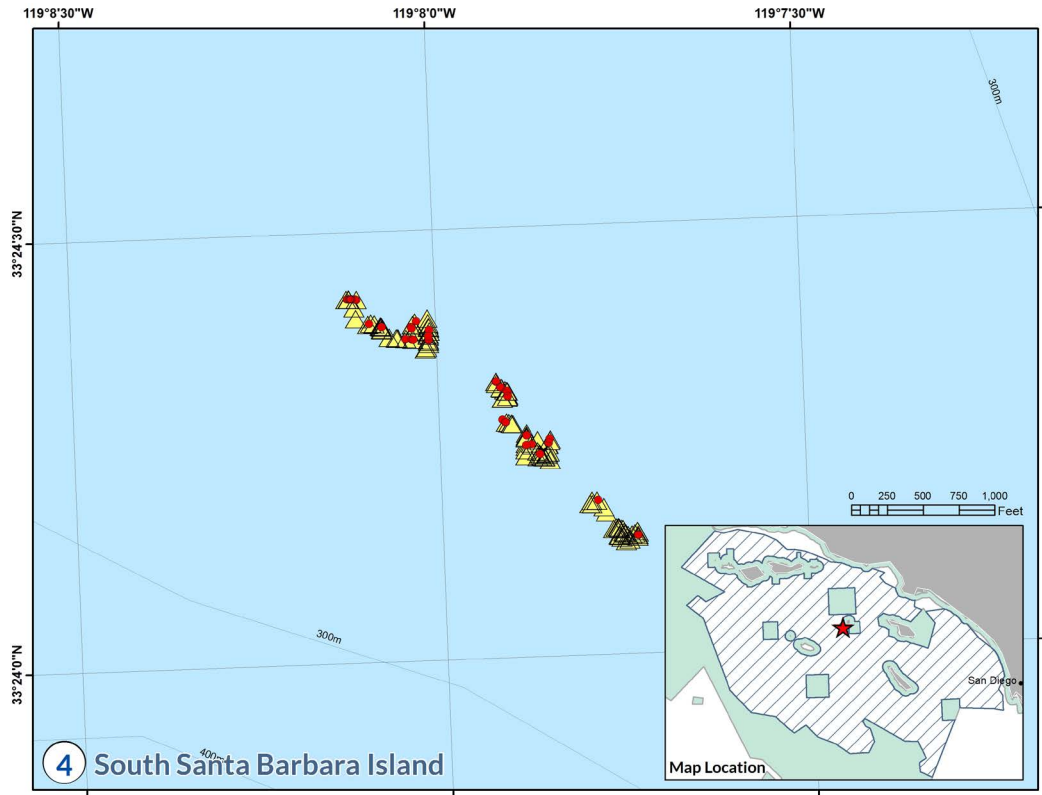 119°8'30"W 119°8'0"W 119°7'30"W
300m
33°24'30"N
0 250 500 750 1,000
Feet
300m
33°24'0"N
San Diego
400m
4 South Santa Barbara Island
Map Location